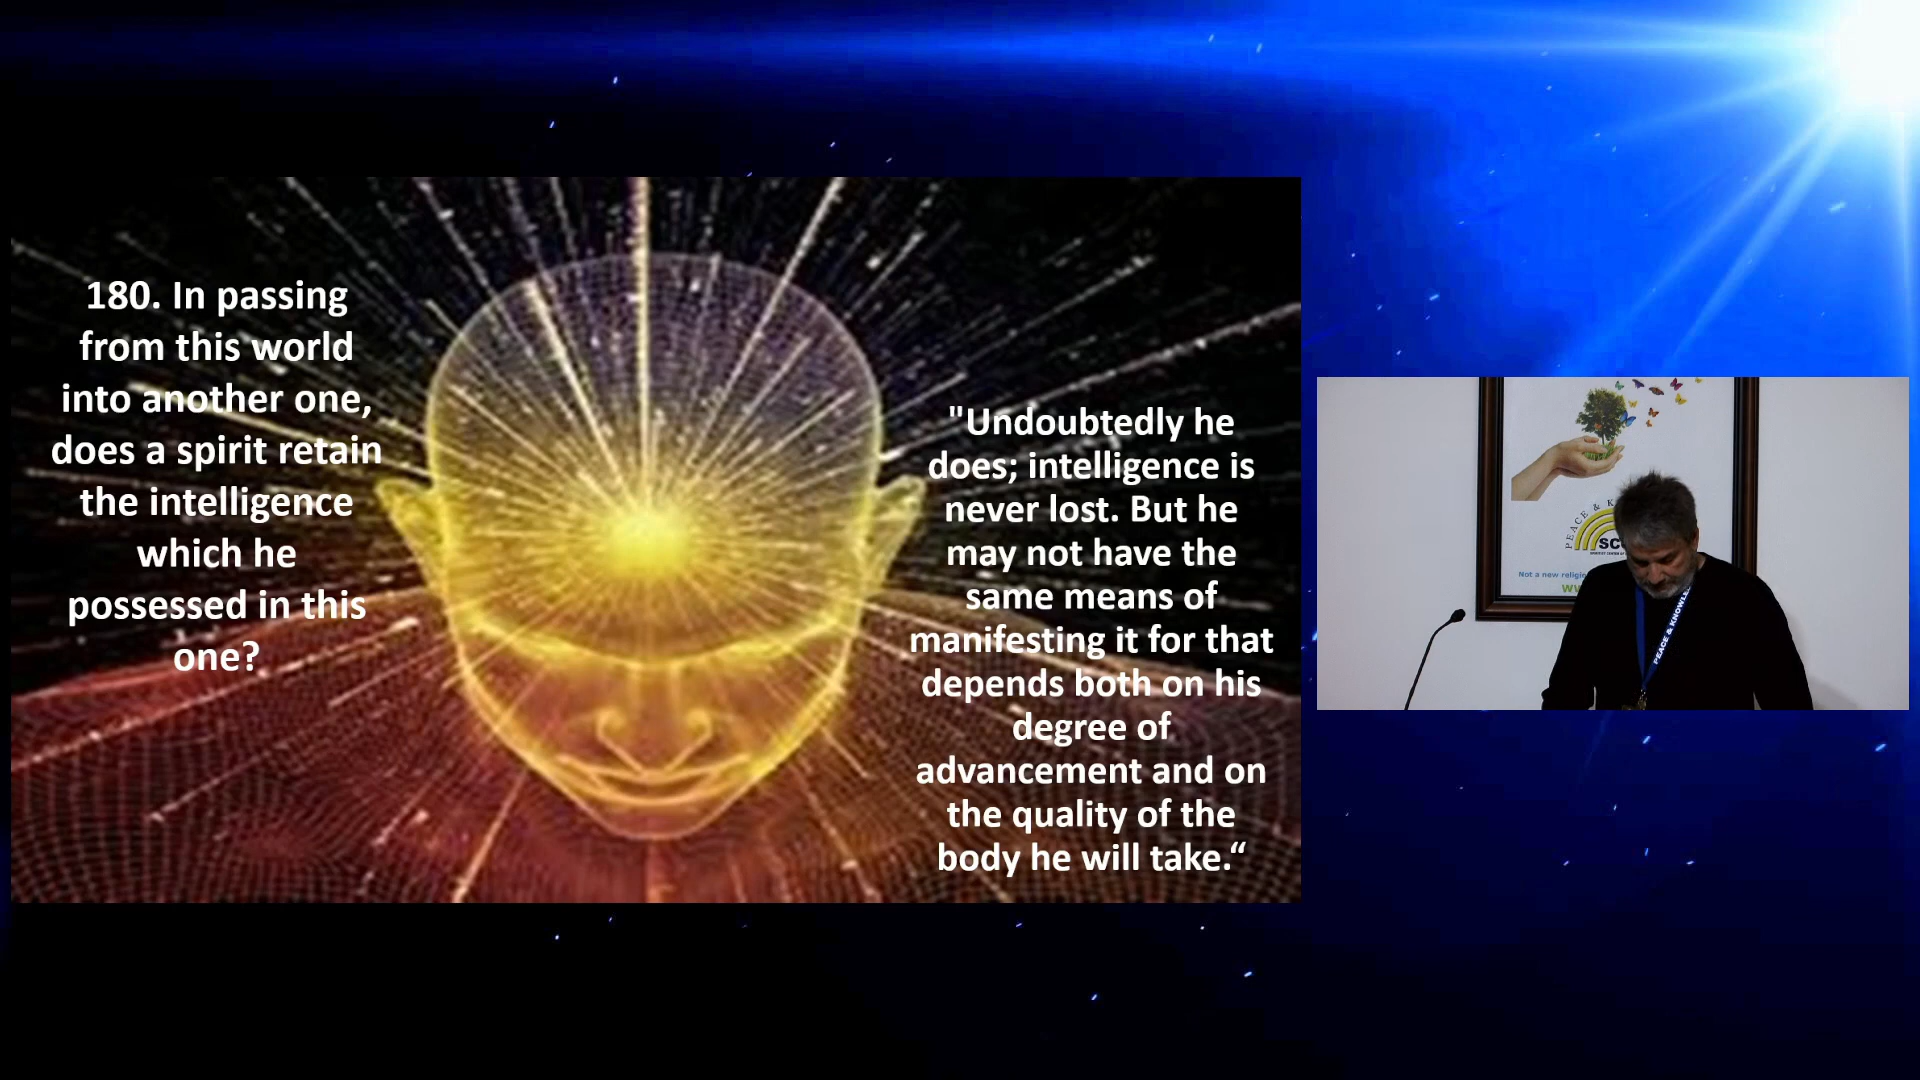 180. In passing
from this world
into another one,
does a spirit retain
the intelligence
which he
possessed in this
one?
"Undoubtedly he
does; intelligence is
never lost. But he
may not have the
same means of
manifesting it for that
depends both on his
degree of
advancement and on
the quality of the
body he will take.“
PEACE & K
SC
Not a new religi
PEACE & KNOWLE